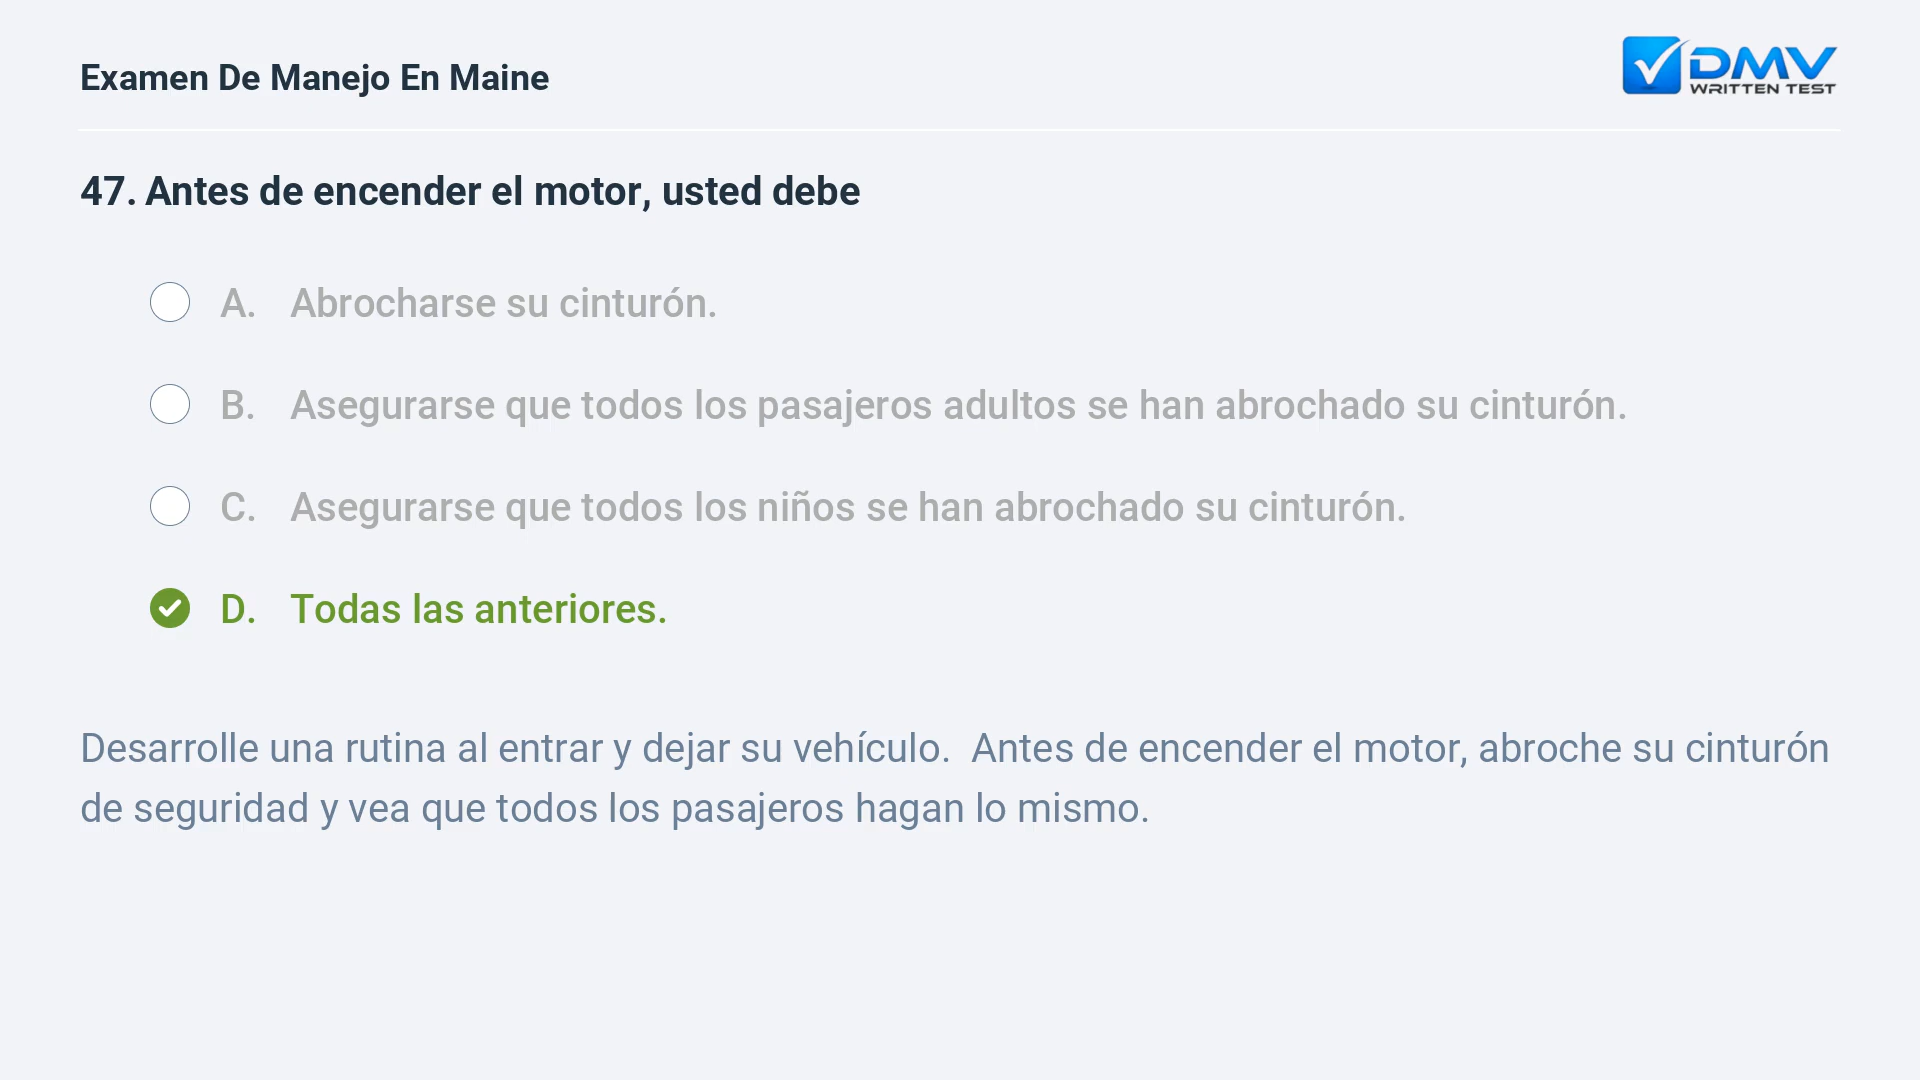 Examen De Manejo En Maine
DMV
WRITTEN TEST
47. Antes de encender el motor, usted debe
A. Abrocharse su cinturón.
B. Asegurarse que todos los pasajeros adultos se han abrochado su cinturón.
C. Asegurarse que todos los niños se han abrochado su cinturón.
D. Todas las anteriores.
Desarrolle una rutina al entrar y dejar su vehículo.  Antes de encender el motor, abroche su cinturón
de seguridad y vea que todos los pasajeros hagan lo mismo.